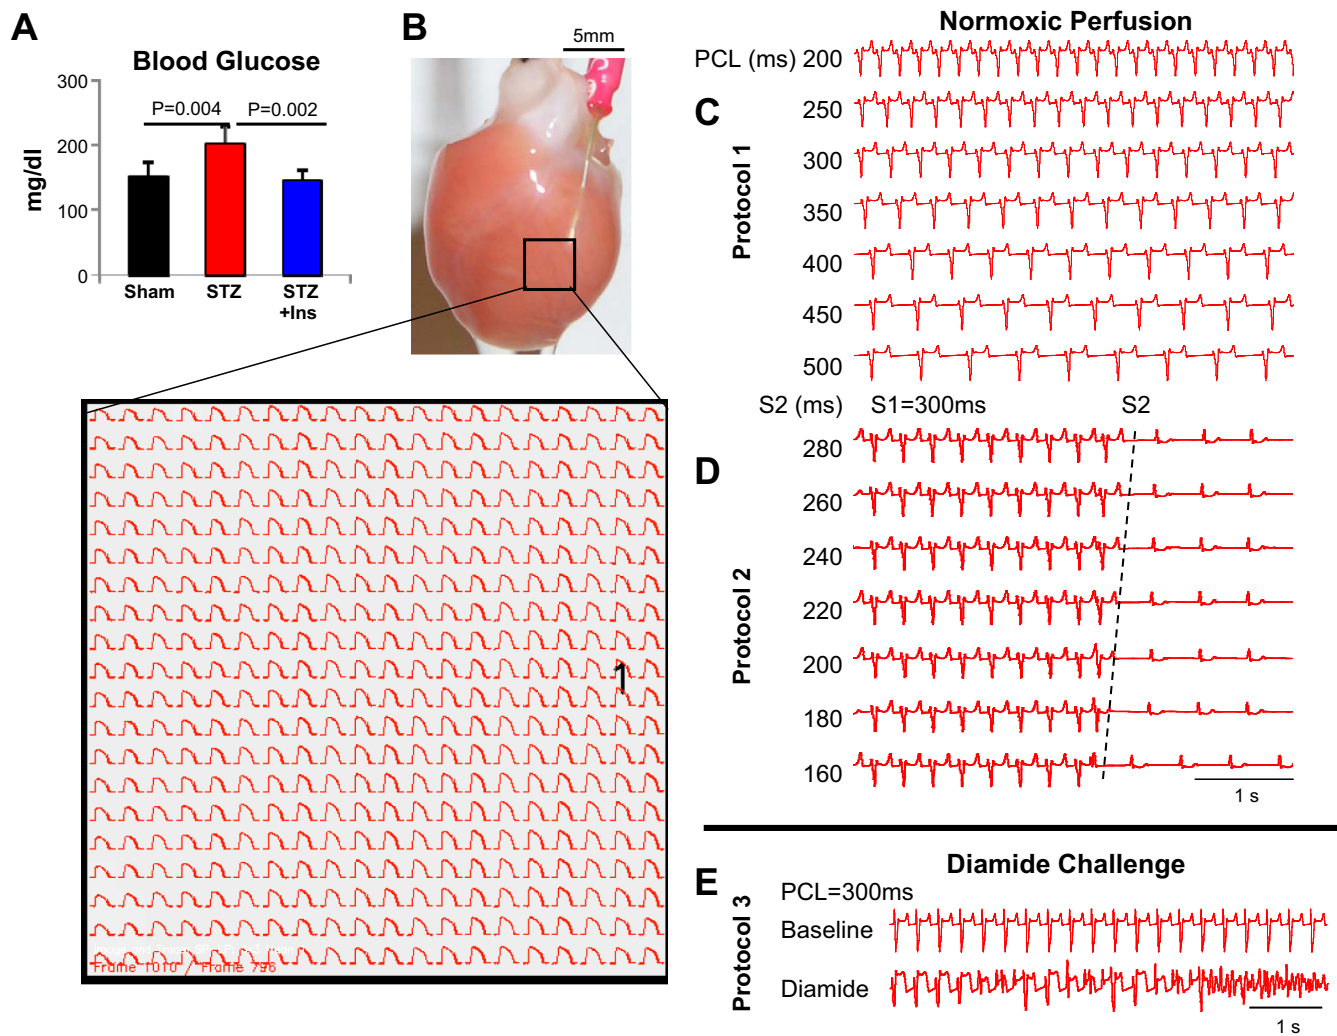 A
Blood Glucose
300
200
100
0
mg/dl
P=0.004
P=0.002
Sham
STZ
STZ
+Ins
B
5mm
1
Frame 1010 / Frame 796
Normoxic Perfusion
C
Protocol 1
PCL (ms) 200
250
300
350
400
450
500
D
Protocol 2
S2 (ms)
S1=300ms
S2
280
260
240
220
200
180
160
1 s
Diamide Challenge
E
Protocol 3
PCL=300ms
Baseline
Diamide
1 s